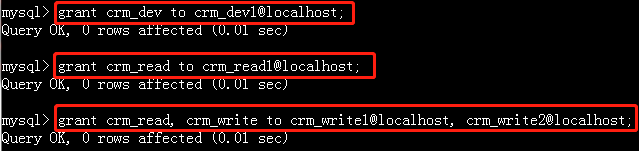 mysql> grant crm_dev to crm_dev1@localhost;
Query OK, 0 rows affected (0.01 sec)
mysql> grant crm_read to crm_read1@localhost;
Query OK, 0 rows affected (0.01 sec)
mysql> grant crm_read, crm_write to crm_write1@localhost, crm_write2@localhost;
Query OK, 0 rows affected (0.01 sec)